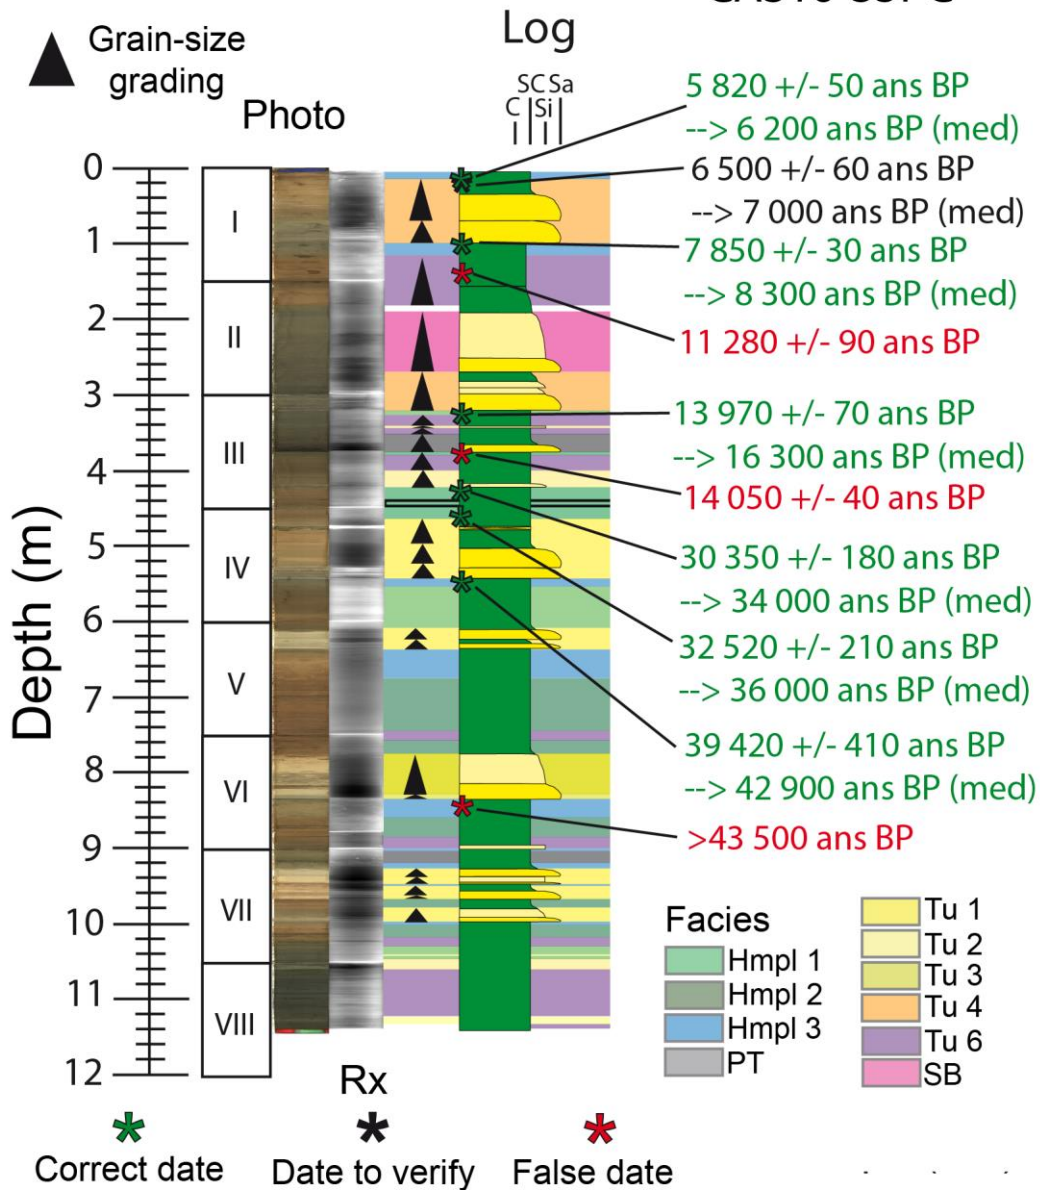 Grain-size
grading
Photo
Log
C
SC
Si
Sa
5 820 +/- 50 ans BP
--> 6 200 ans BP (med)
6 500 +/- 60 ans BP
--> 7 000 ans BP (med)
7 850 +/- 30 ans BP
--> 8 300 ans BP (med)
11 280 +/- 90 ans BP
13 970 +/- 70 ans BP
--> 16 300 ans BP (med)
14 050 +/- 40 ans BP
30 350 +/- 180 ans BP
--> 34 000 ans BP (med)
32 520 +/- 210 ans BP
--> 36 000 ans BP (med)
39 420 +/- 410 ans BP
--> 42 900 ans BP (med)
>43 500 ans BP
Depth (m)
0
1
2
3
4
5
6
7
8
9
10
11
12
I
II
III
IV
V
VI
VII
VIII
Rx
Facies
Hmpl 1
Hmpl 2
Hmpl 3
PT
Tu 1
Tu 2
Tu 3
Tu 4
Tu 6
SB
Correct date
Date to verify
False date